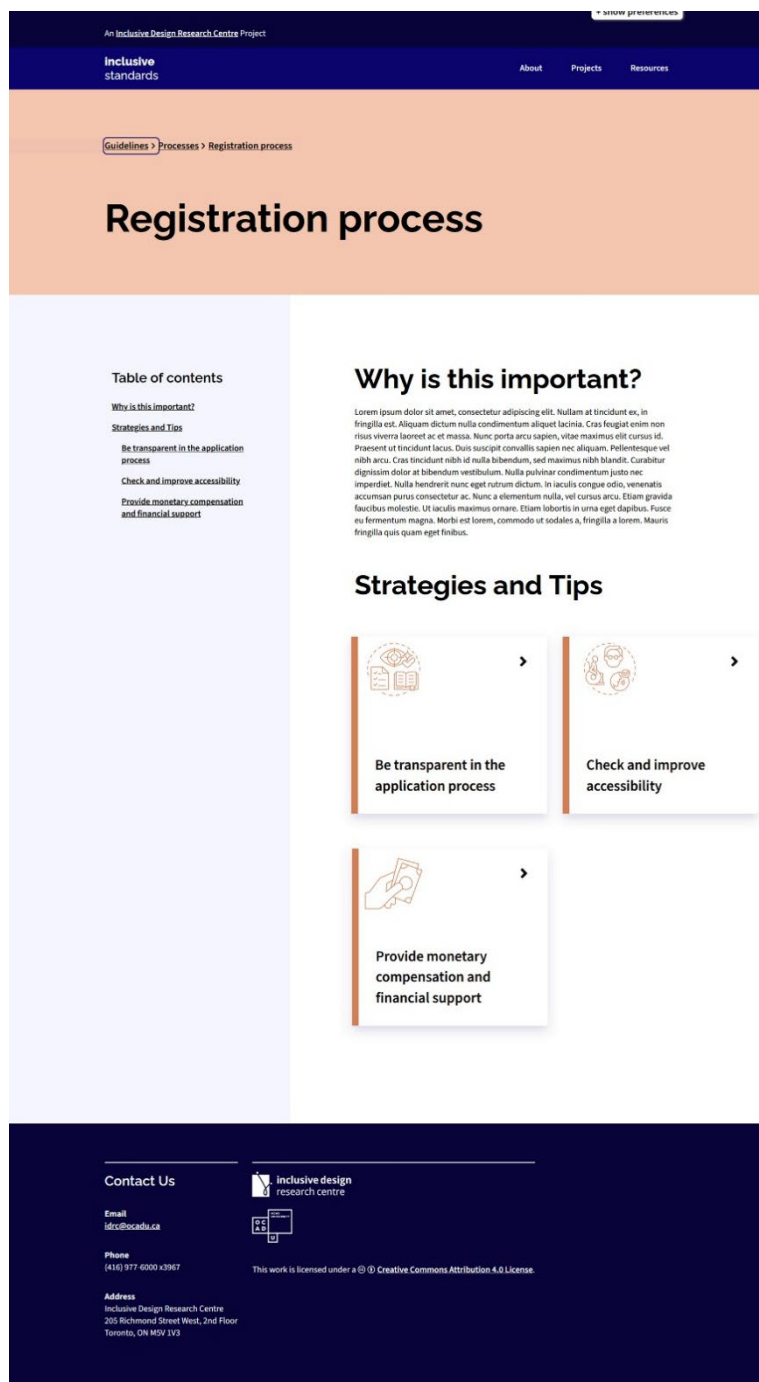 + show preferences
An Inclusive Design Research Centre Project
inclusive
standards
About Projects Resources
Guidelines > Processes > Registration process
Registration process
Table of contents
Why is this important?
Strategies and Tips
Be transparent in the application
process
Check and improve accessibility
Provide monetary compensation
and financial support
Why is this important?
Lorem ipsum dolor sit amet, consectetur adipiscing elit. Nullam at tincidunt ex, in
fringilla est. Aliquam dictum nulla condimentum aliquet lacinia. Cras feugiat enim non
risus viverra laoreet ac et massa. Nunc porta arcu sapien, vitae maximus elit cursus id.
Praesent ut tincidunt lacus. Duis suscipit convallis sapien nec aliquam. Pellentesque vel
nibh arcu. Cras tincidunt nibh id nulla bibendum, sed maximus nibh blandit. Curabitur
dignissim dolor at bibendum vestibulum. Nulla pulvinar condimentum justo nec
imperdiet. Nulla hendrerit nunc eget rutrum dictum. In iaculis congue odio, venenatis
accumsan purus consectetur ac. Nunc a elementum nulla, vel cursus arcu. Etiam gravida
faucibus molestie. Ut iaculis maximus ornare. Etiam lobortis in urna eget dapibus. Fusce
eu fermentum magna. Morbi est lorem, commodo ut sodales a, fringilla a lorem. Mauris
fringilla quis quam eget finibus.
Strategies and Tips
Be transparent in the
application process
Check and improve
accessibility
Provide monetary
compensation and
financial support
Contact Us
Email
idrc@ocadu.ca
Phone
(416) 977-6000 x3967
Address
Inclusive Design Research Centre
205 Richmond Street West, 2nd Floor
Toronto, ON M5V 1V3
inclusive design
research centre
OC
AD
U
This work is licensed under a Creative Commons Attribution 4.0 License.